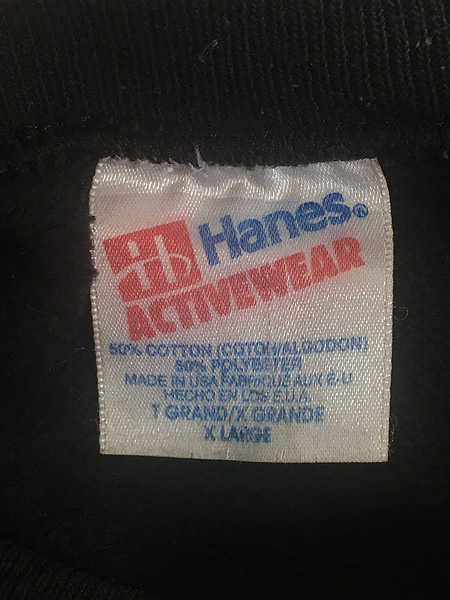 Hb Hanes®
ACTIVEWEAR
50% COTTON (COTON/ALGODON)
50% POLYESTER
MADE IN USA FABRIQUE AUX É-U
HECHO EN LOS E.U.A.
T GRAND/X GRANDE
X LARGE